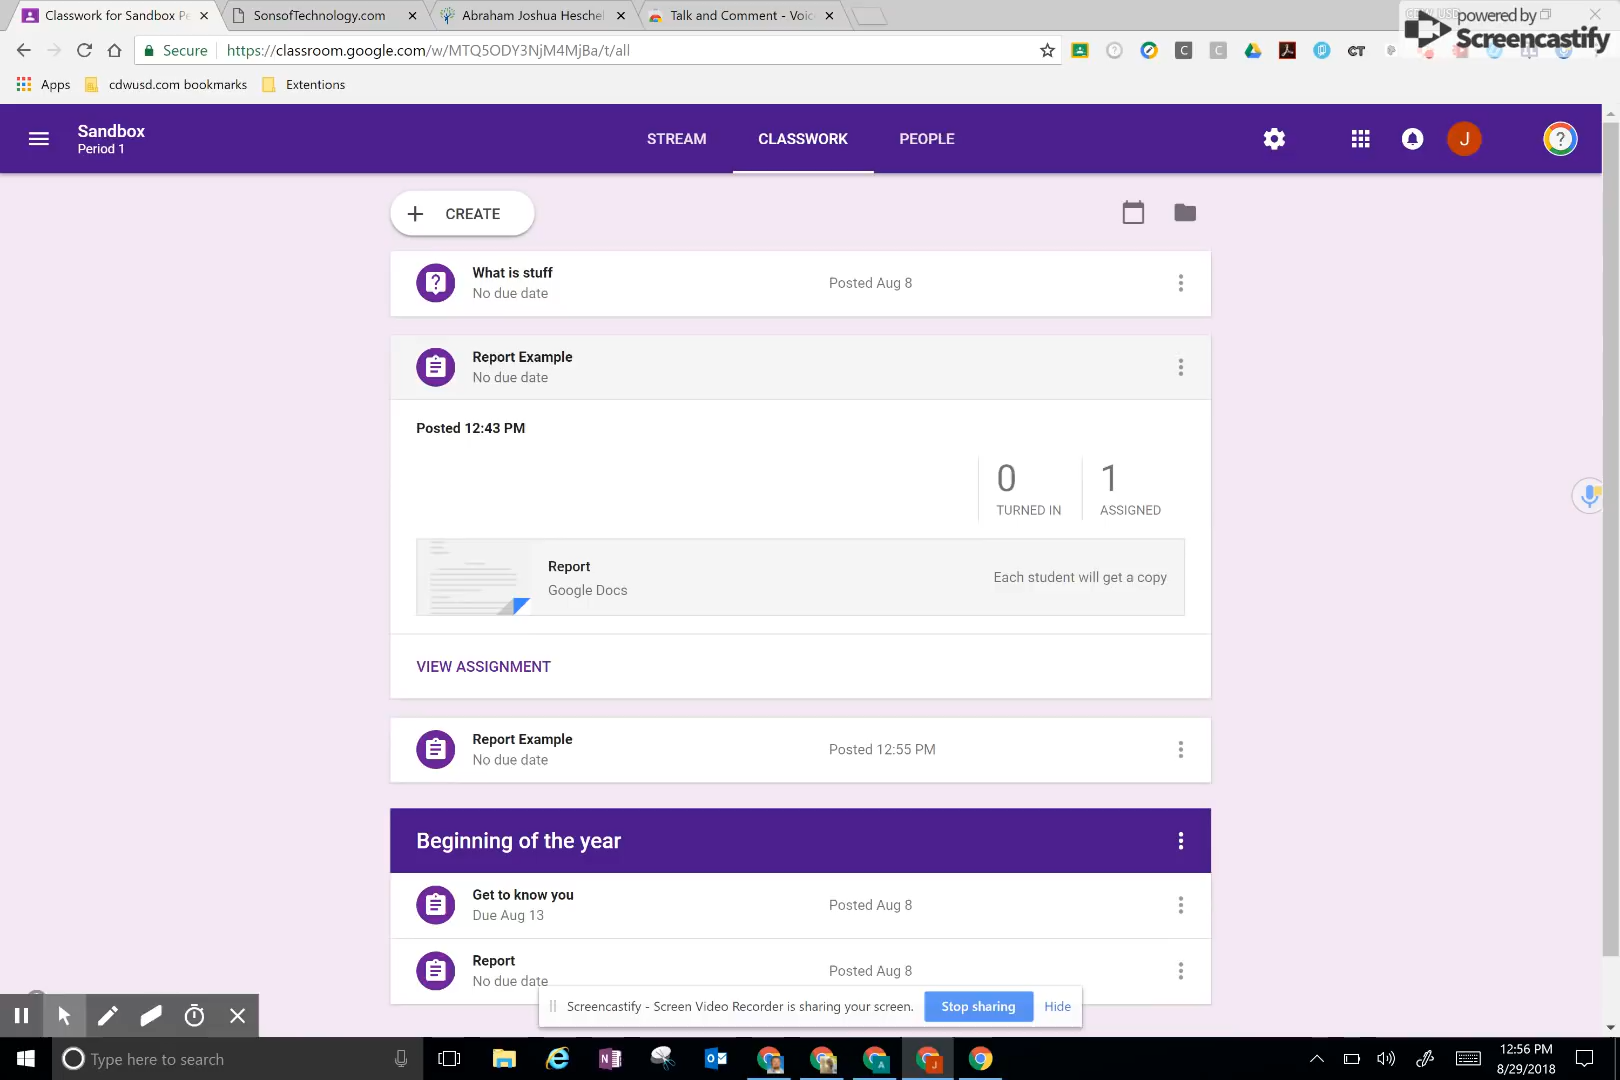 Classwork for Sandbox Pe
SonsofTechnology.com
Abraham Joshua Heschel
Talk and Comment - Voic
powered by
Screencastify
Secure
https://classroom.google.com/w/MTQ5ODY3NjM4MjBa/t/all
Apps
cdwusd.com bookmarks
Extentions
Sandbox
Period 1
STREAM
CLASSWORK
PEOPLE
J
CREATE
What is stuff
No due date
Posted Aug 8
Report Example
No due date
Posted 12:43 PM
0
TURNED IN
1
ASSIGNED
Report
Google Docs
Each student will get a copy
VIEW ASSIGNMENT
Report Example
No due date
Posted 12:55 PM
Beginning of the year
Get to know you
Due Aug 13
Posted Aug 8
Report
No due date
Posted Aug 8
Screencastify - Screen Video Recorder is sharing your screen.
Stop sharing
Hide
Type here to search
12:56 PM
8/29/2018